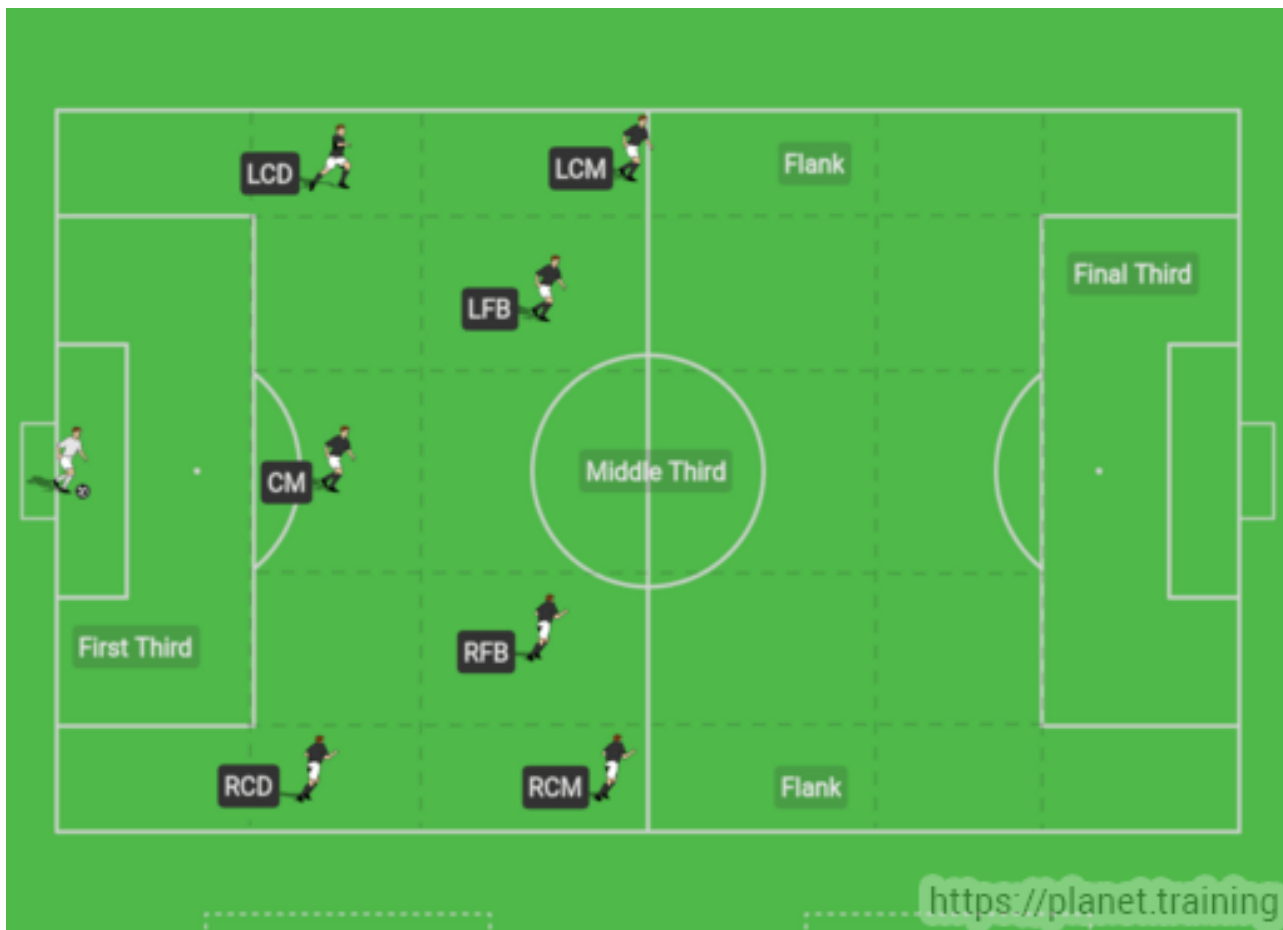 LCD
LCM
Flank
LFB
Final Third
CM
Middle Third
First Third
RFB
RCD
RCM
Flank
https://planet.training